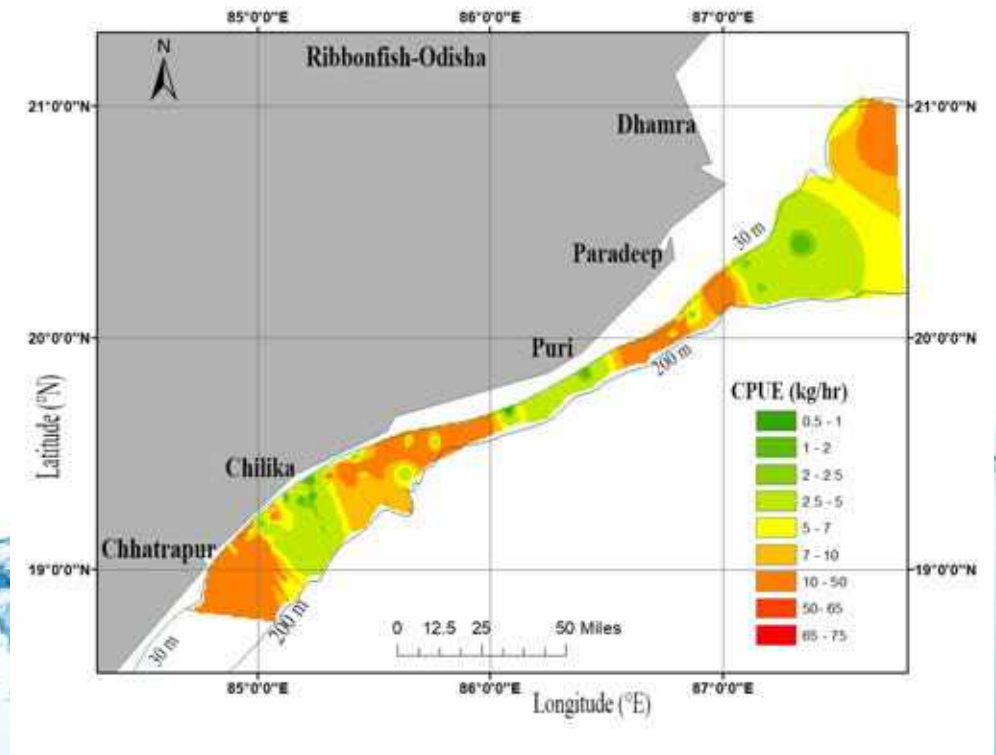 85°0'0"E 86°0'0"E 87°0'0"E
N
Ribbonfish-Odisha
21°0'0"N 21°0'0"N
Dhamra
30 m
Paradeep
20°0'0"N 20°0'0"N
Puri
200 m
CPUE (kg/hr)
0.5 - 1
1 - 2
2 - 2.5
2.5 - 5
5 - 7
7 - 10
10 - 50
50- 65
65 - 75
Latitude (°N)
Chilika
Chhatrapur
19°0'0"N 19°0'0"N
200 m
30 m
0 12.5 25 50 Miles
85°0'0"E 86°0'0"E 87°0'0"E
Longitude (°E)